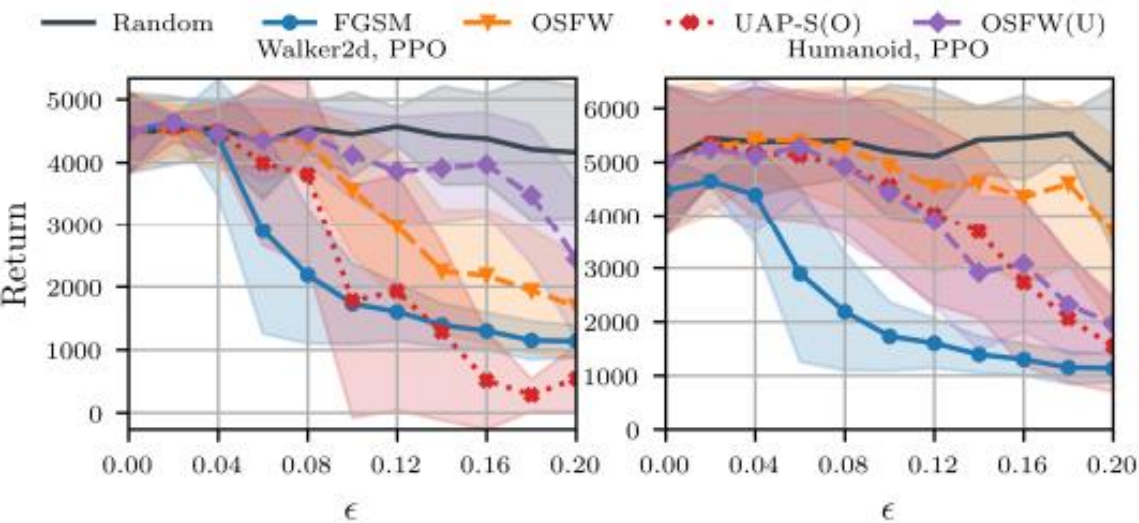 Random FGSM OSFW UAP-S(O) OSFW(U)
Walker2d, PPO Humanoid, PPO
5000
4000
3000
2000
1000
0
Return
0.00 0.04 0.08 0.12 0.16 0.20
ϵ
6000
5000
4000
3000
2000
1000
0
0.00 0.04 0.08 0.12 0.16 0.20
ϵ